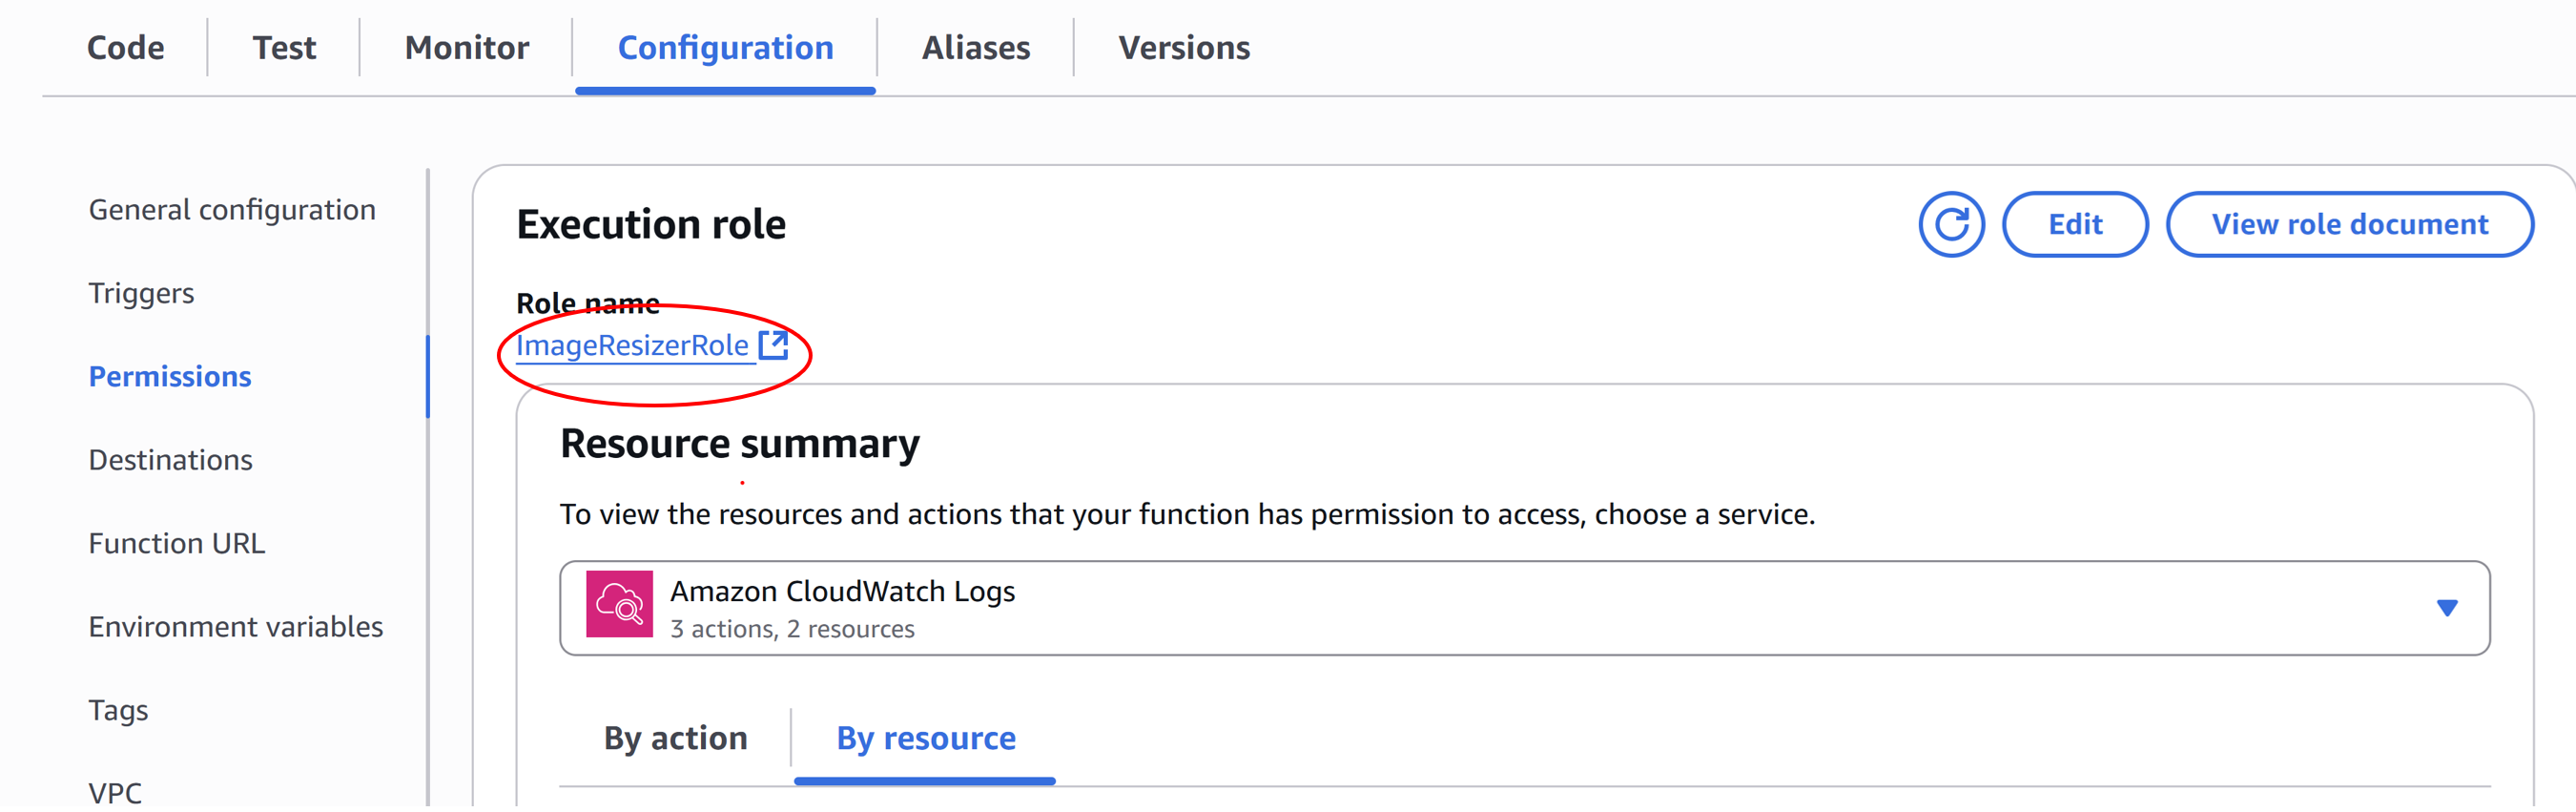 Code Test Monitor Configuration Aliases Versions
General configuration
Triggers
Permissions
Destinations
Function URL
Environment variables
Tags
VPC
Execution role
Edit View role document
Role name
ImageResizerRole
Resource summary
To view the resources and actions that your function has permission to access, choose a service.
Amazon CloudWatch Logs
3 actions, 2 resources
By action By resource